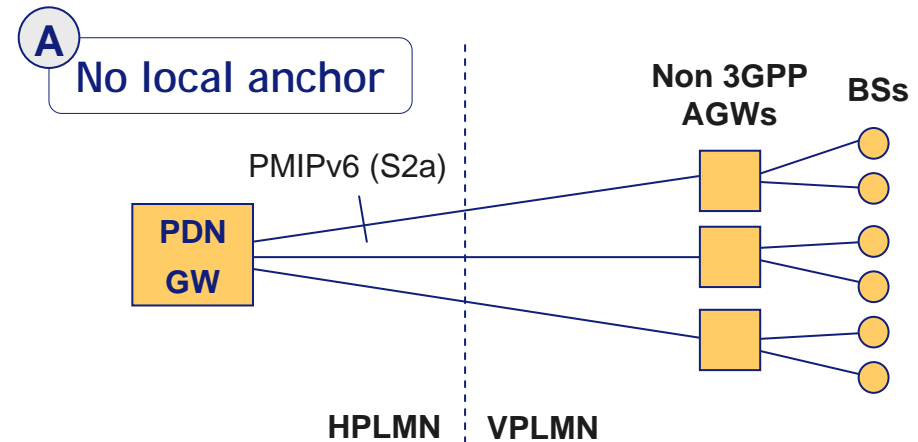 A
No local anchor
Non 3GPP
AGWs
BSs
PMIPv6 (S2a)
PDN
GW
HPLMN
VPLMN